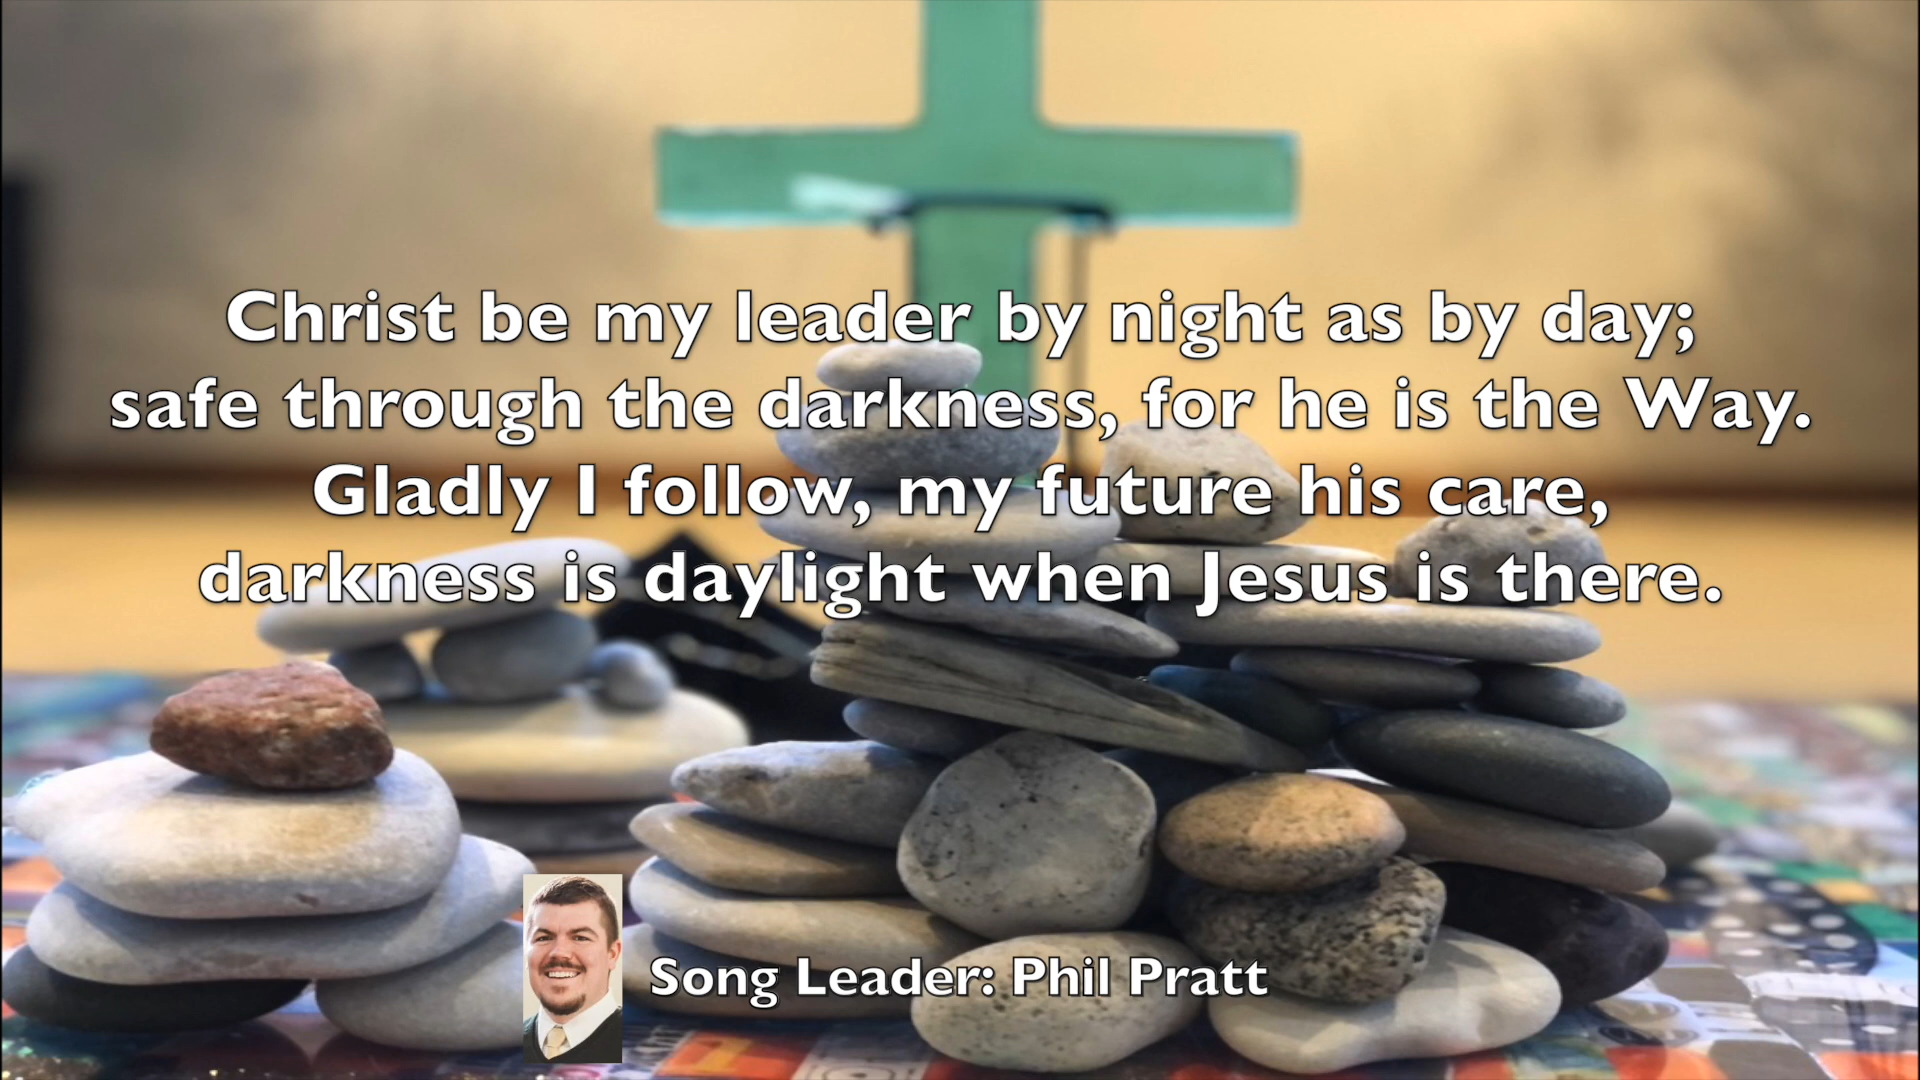 Christ be my leader by night as by day;
safe through the darkness, for he is the Way.
Gladly I follow, my future his care,
darkness is daylight when Jesus is there.
Song Leader: Phil Pratt